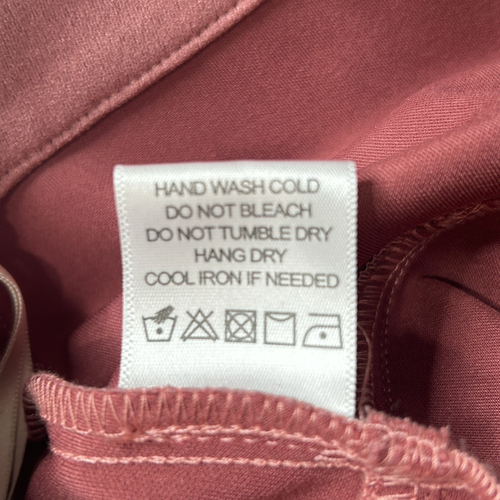 HAND WASH COLD
DO NOT BLEACH
DO NOT TUMBLE DRY
HANG DRY
COOL IRON IF NEEDED